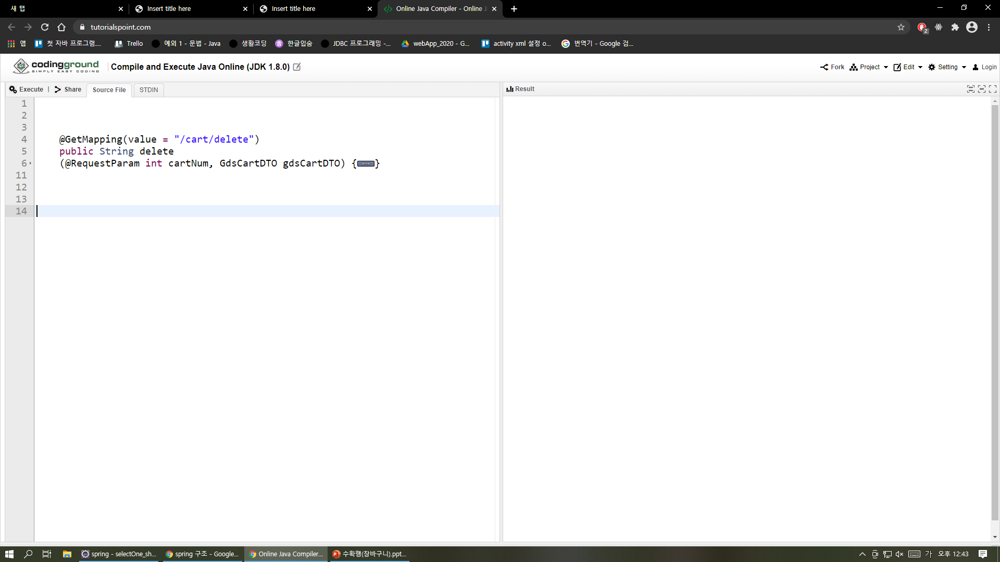 새 탭
Insert title here
Insert title here
Online Java Compiler - Online J
tutorialspoint.com
2
앱
첫 자바 프로그램....
Trello
예외 1 - 문법 - Java
생활코딩
한글입숨
JDBC 프로그래밍 -...
webApp_2020 - G...
activity xml 설정 o...
번역기 - Google 검...
codingground
SIMPLY EASY CODING
Compile and Execute Java Online (JDK 1.8.0)
Fork
Project
Edit
Setting
Login
Execute | Share
Source File
STDIN
Result
1
2
3
4 @GetMapping(value = "/cart/delete")
5 public String delete
6 (@RequestParam int cartNum, GdsCartDTO gdsCartDTO) {↔}
11
12
13
14
spring - selectOne_sh...
spring 구조 - Google...
Online Java Compiler...
수확행(장바구니).ppt...
가
오후 12:43